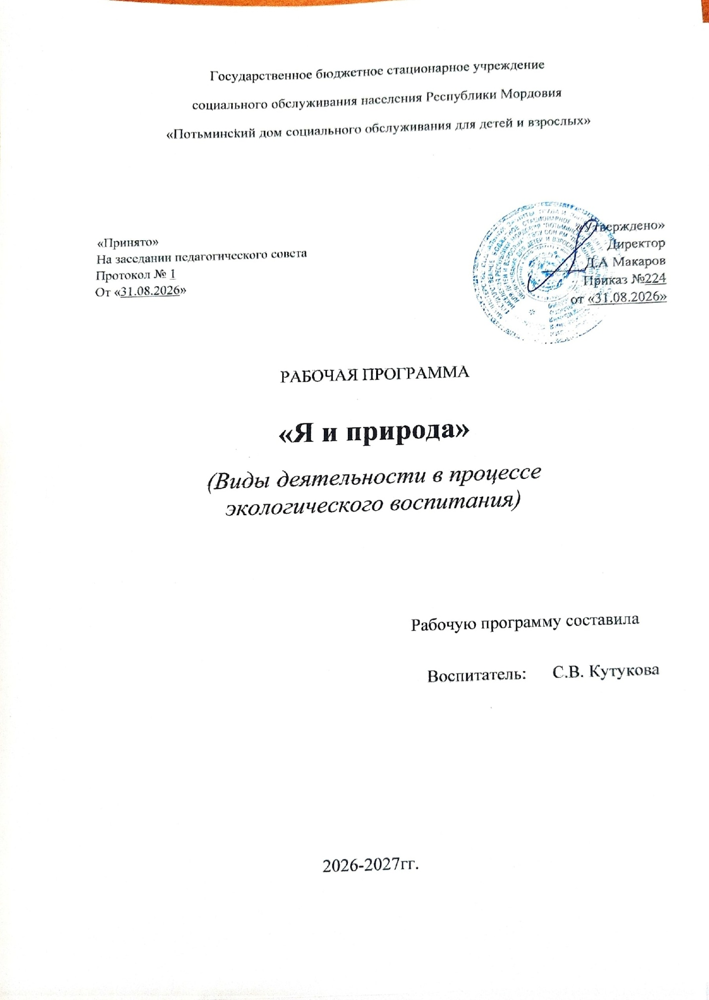 Государственное бюджетное стационарное учреждение
социального обслуживания населения Республики Мордовия
«Потьминский дом социального обслуживания для детей и взрослых»
«Принято»
На заседании педагогического совета
Протокол № 1
От «31.08.2026»
«Утверждено»
Директор
Д.А Макаров
Приказ №224
от «31.08.2026»
РАБОЧАЯ ПРОГРАММА
«Я и природа»
(Виды деятельности в процессе
экологического воспитания)
Рабочую программу составила
Воспитатель: С.В. Кутукова
2026-2027гг.